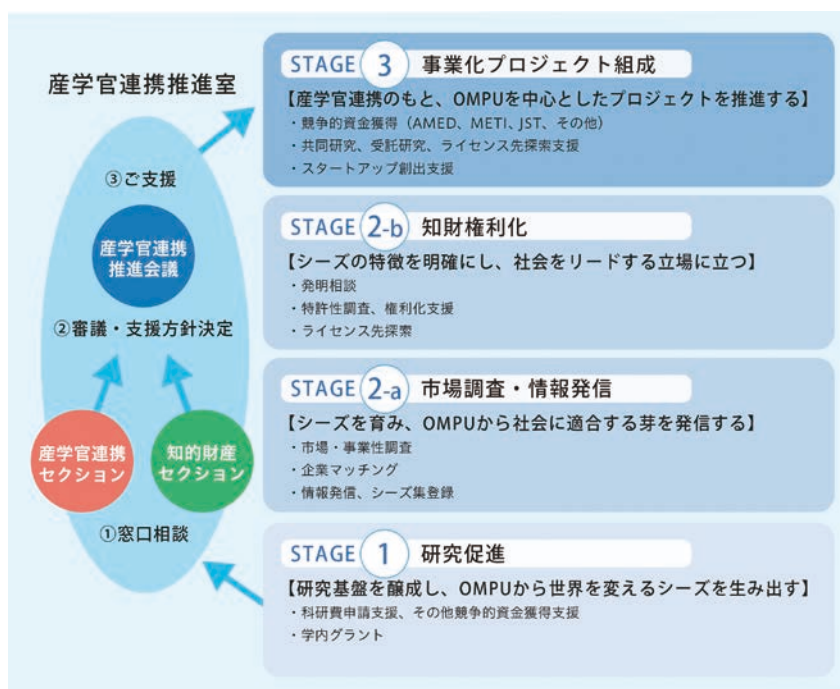 産学官連携推進室
③ご支援
産学官連携
推進会議
②審議・支援方針決定
産学官連携
セクション
知的財産
セクション
①窓口相談
STAGE 3 事業化プロジェクト組成
【産学官連携のもと、OMPUを中心としたプロジェクトを推進する】
・競争的資金獲得（AMED、METI、JST、その他）
・共同研究、受託研究、ライセンス先探索支援
・スタートアップ創出支援
STAGE 2-b 知財権利化
【シーズの特徴を明確にし、社会をリードする立場に立つ】
・発明相談
・特許性調査、権利化支援
・ライセンス先探索
STAGE 2-a 市場調査・情報発信
【シーズを育み、OMPUから社会に適合する芽を発信する】
・市場・事業性調査
・企業マッチング
・情報発信、シーズ集登録
STAGE 1 研究促進
【研究基盤を醸成し、OMPUから世界を変えるシーズを生み出す】
・科研費申請支援、その他競争的資金獲得支援
・学内グラント